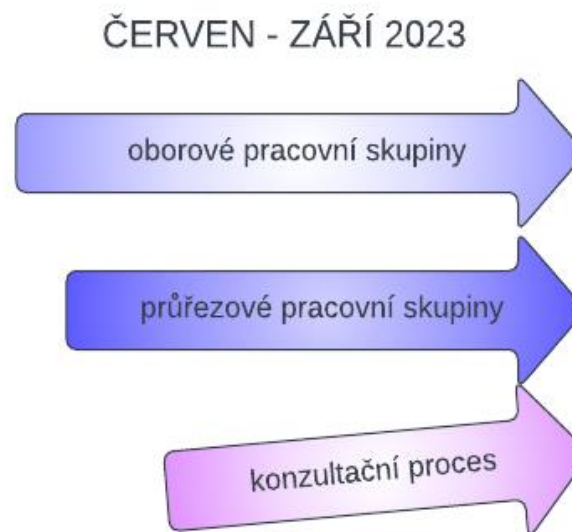 ČERVEN - ZÁŘÍ 2023
oborové pracovní skupiny
průřezové pracovní skupiny
konzultační proces